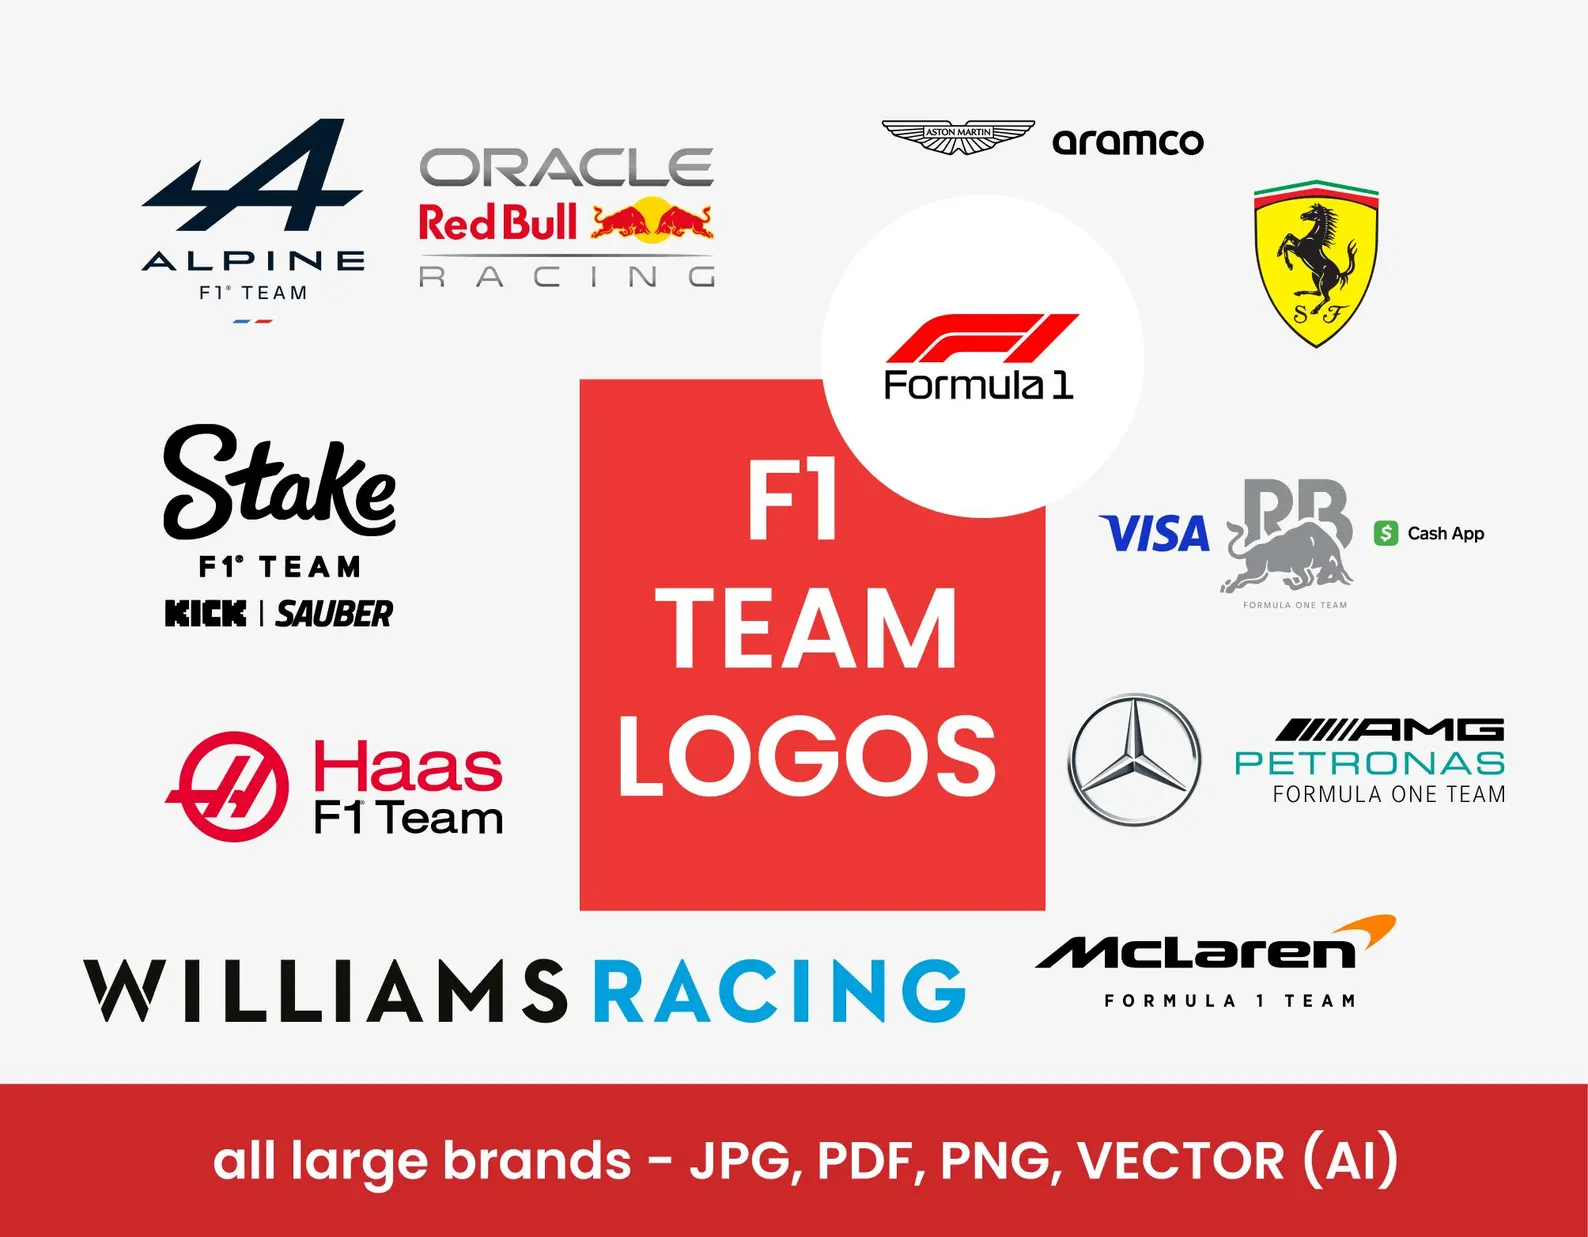 ALPINE
F1® TEAM
ORACLE
Red Bull
RACING
ASTON MARTIN
aramco
S F
Formula 1
Stake
F1® TEAM
KICK | SAUBER
F1
TEAM
LOGOS
VISA
RB
FORMULA ONE TEAM
Cash App
Haas
F1 Team
AMG
PETRONAS
FORMULA ONE TEAM
WILLIAMS RACING
McLaren
FORMULA 1 TEAM
all large brands - JPG, PDF, PNG, VECTOR (AI)